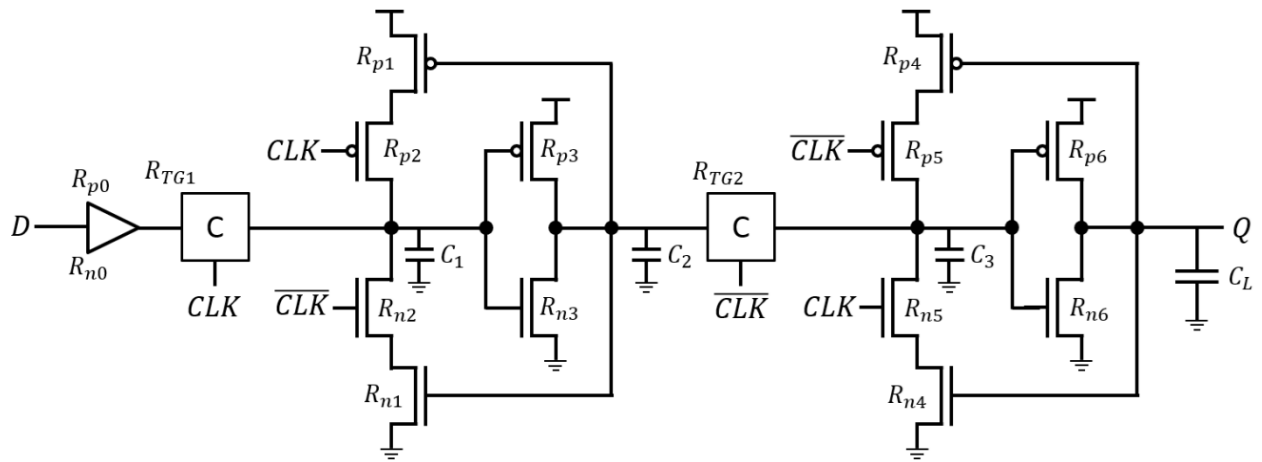 R_{p1}
R_{p4}
CLK
R_{p2}
R_{p3}
\overline{CLK}
R_{p5}
R_{p6}
R_{p0}
R_{TG1}
R_{TG2}
D
C
C
Q
R_{n0}
C_1
C_2
C_3
C_L
CLK
\overline{CLK}
R_{n2}
R_{n3}
\overline{CLK}
CLK
R_{n5}
R_{n6}
R_{n1}
R_{n4}